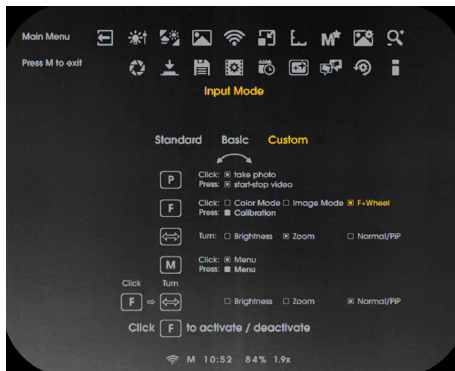 Main Menu
Press M to exit
M
Input Mode
Standard Basic Custom
P Click: take photo
Press: start-stop video
F Click: Color Mode Image Mode F+Wheel
Press: Calibration
Turn: Brightness Zoom Normal/PiP
M Click: Menu
Press: Menu
Click Turn
F Brightness Zoom Normal/PiP
Click F to activate / deactivate
M 10:52 84% 1.9x